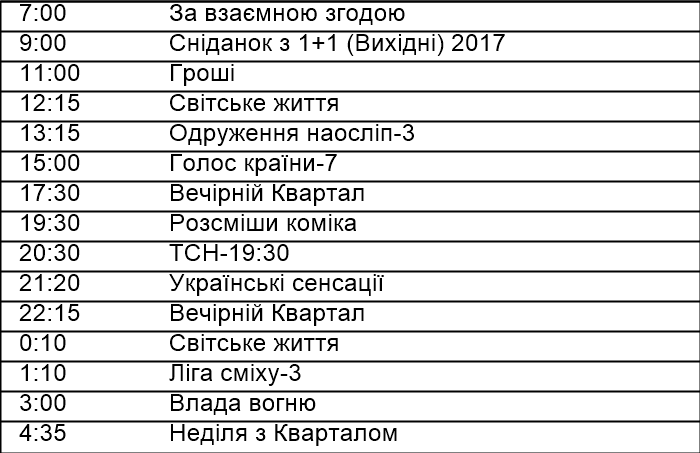 7:00 За взаємною згодою
9:00 Сніданок з 1+1 (Вихідні) 2017
11:00 Гроші
12:15 Світське життя
13:15 Одруження наосліп-3
15:00 Голос країни-7
17:30 Вечірній Квартал
19:30 Розсміши коміка
20:30 ТСН-19:30
21:20 Українські сенсації
22:15 Вечірній Квартал
0:10 Світське життя
1:10 Ліга сміху-3
3:00 Влада вогню
4:35 Неділя з Кварталом